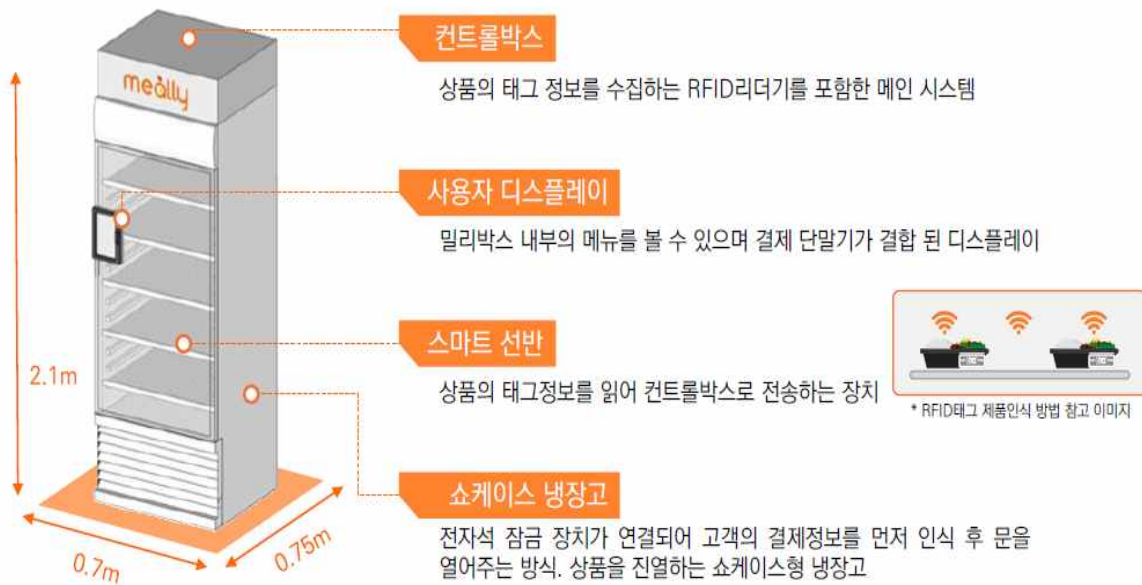 컨트롤박스
meally
상품의 태그 정보를 수집하는 RFID리더기를 포함한 메인 시스템
사용자 디스플레이
밀리박스 내부의 메뉴를 볼 수 있으며 결제 단말기가 결합 된 디스플레이
스마트 선반
2.1m
상품의 태그정보를 읽어 컨트롤박스로 전송하는 장치
* RFID태그 제품인식 방법 참고 이미지
쇼케이스 냉장고
전자석 잠금 장치가 연결되어 고객의 결제정보를 먼저 인식 후 문을
열어주는 방식. 상품을 진열하는 쇼케이스형 냉장고
0.7m
0.75m